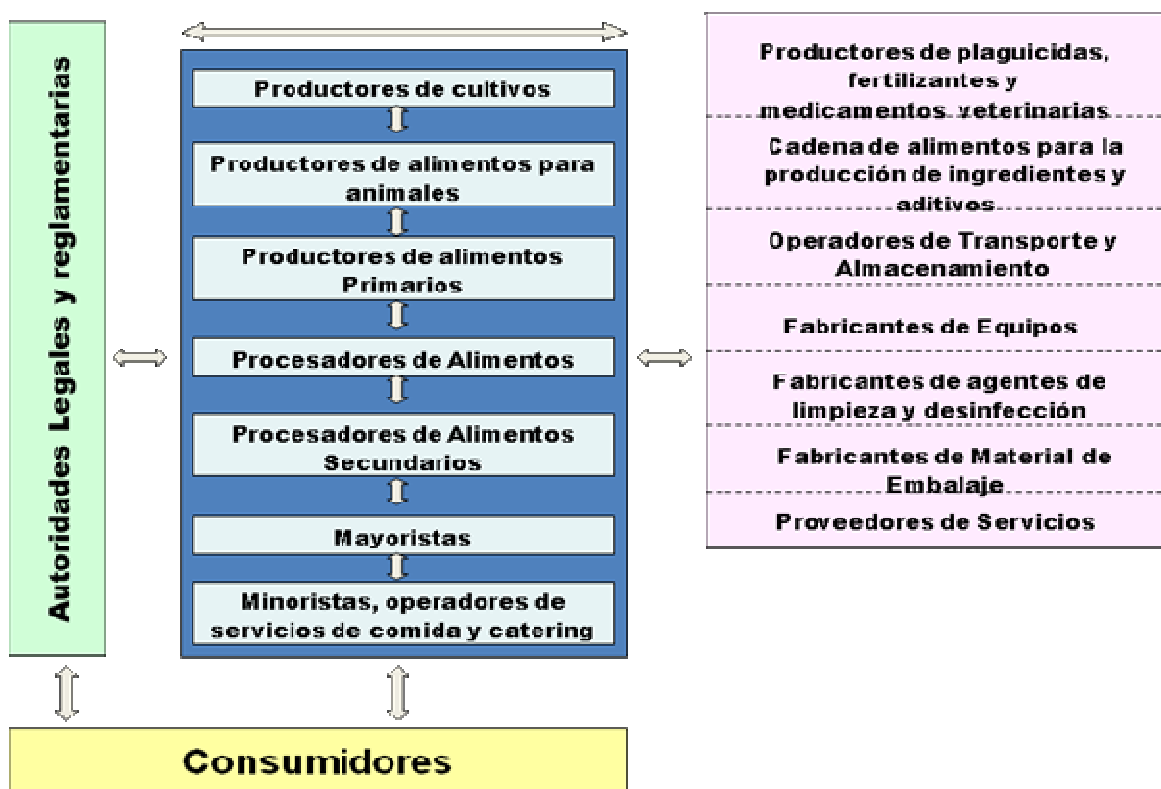 Autoridades Legales y reglamentarias
Productores de cultivos
Productores de alimentos para
animales
Productores de alimentos
Primarios
Procesadores de Alimentos
Procesadores de Alimentos
Secundarios
Mayoristas
Minoristas, operadores de
servicios de comida y catering
Productores de plaguicidas,
fertilizantes y
medicamentos veterinarias
Cadena de alimentos para la
producción de ingredientes y
aditivos
Operadores de Transporte y
Almacenamiento
Fabricantes de Equipos
Fabricantes de agentes de
limpieza y desinfección
Fabricantes de Material de
Embalaje
Proveedores de Servicios
Consumidores